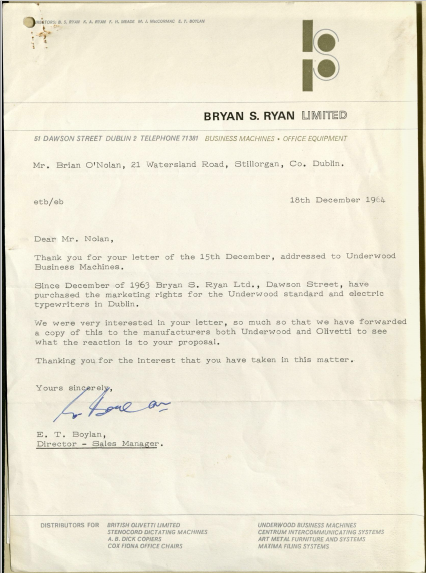 DIRECTORS: B. S. RYAN R. A. RYAN F. H. M. J. MacCORMAC E. T. BOYLAN
BRYAN S. RYAN LIMITED
51 DAWSON STREET DUBLIN 2 TELEPHONE 71381 BUSINESS MACHINES • OFFICE EQUIPMENT
Mr. Brian O'Nolan, 21 Watersland Road, Stillorgan, Co. Dublin.
etb/eb
18th December 1964
Dear Mr. Nolan,
Thank you for your letter of the 15th December, addressed to Underwood
Business Machines.
Since December of 1963 Bryan S. Ryan Ltd., Dawson Street, have
purchased the marketing rights for the Underwood standard and electric
typewriters in Dublin.
We were very interested in your letter, so much so that we have forwarded
a copy of this to the manufacturers both Underwood and Olivetti to see
what the reaction is to your proposal.
Thanking you for the interest that you have taken in this matter.
Yours sincerely,
E. T. Boylan,
Director - Sales Manager.
DISTRIBUTORS FOR
BRITISH OLIVETTI LIMITED
STENOCORD DICTATING MACHINES
A. B. DICK COPIERS
COX FIONA OFFICE CHAIRS
UNDERWOOD BUSINESS MACHINES
CENTRUM INTERCOMMUNICATING SYSTEMS
ART METAL FURNITURE AND SYSTEMS
MAXIMA FILING SYSTEMS